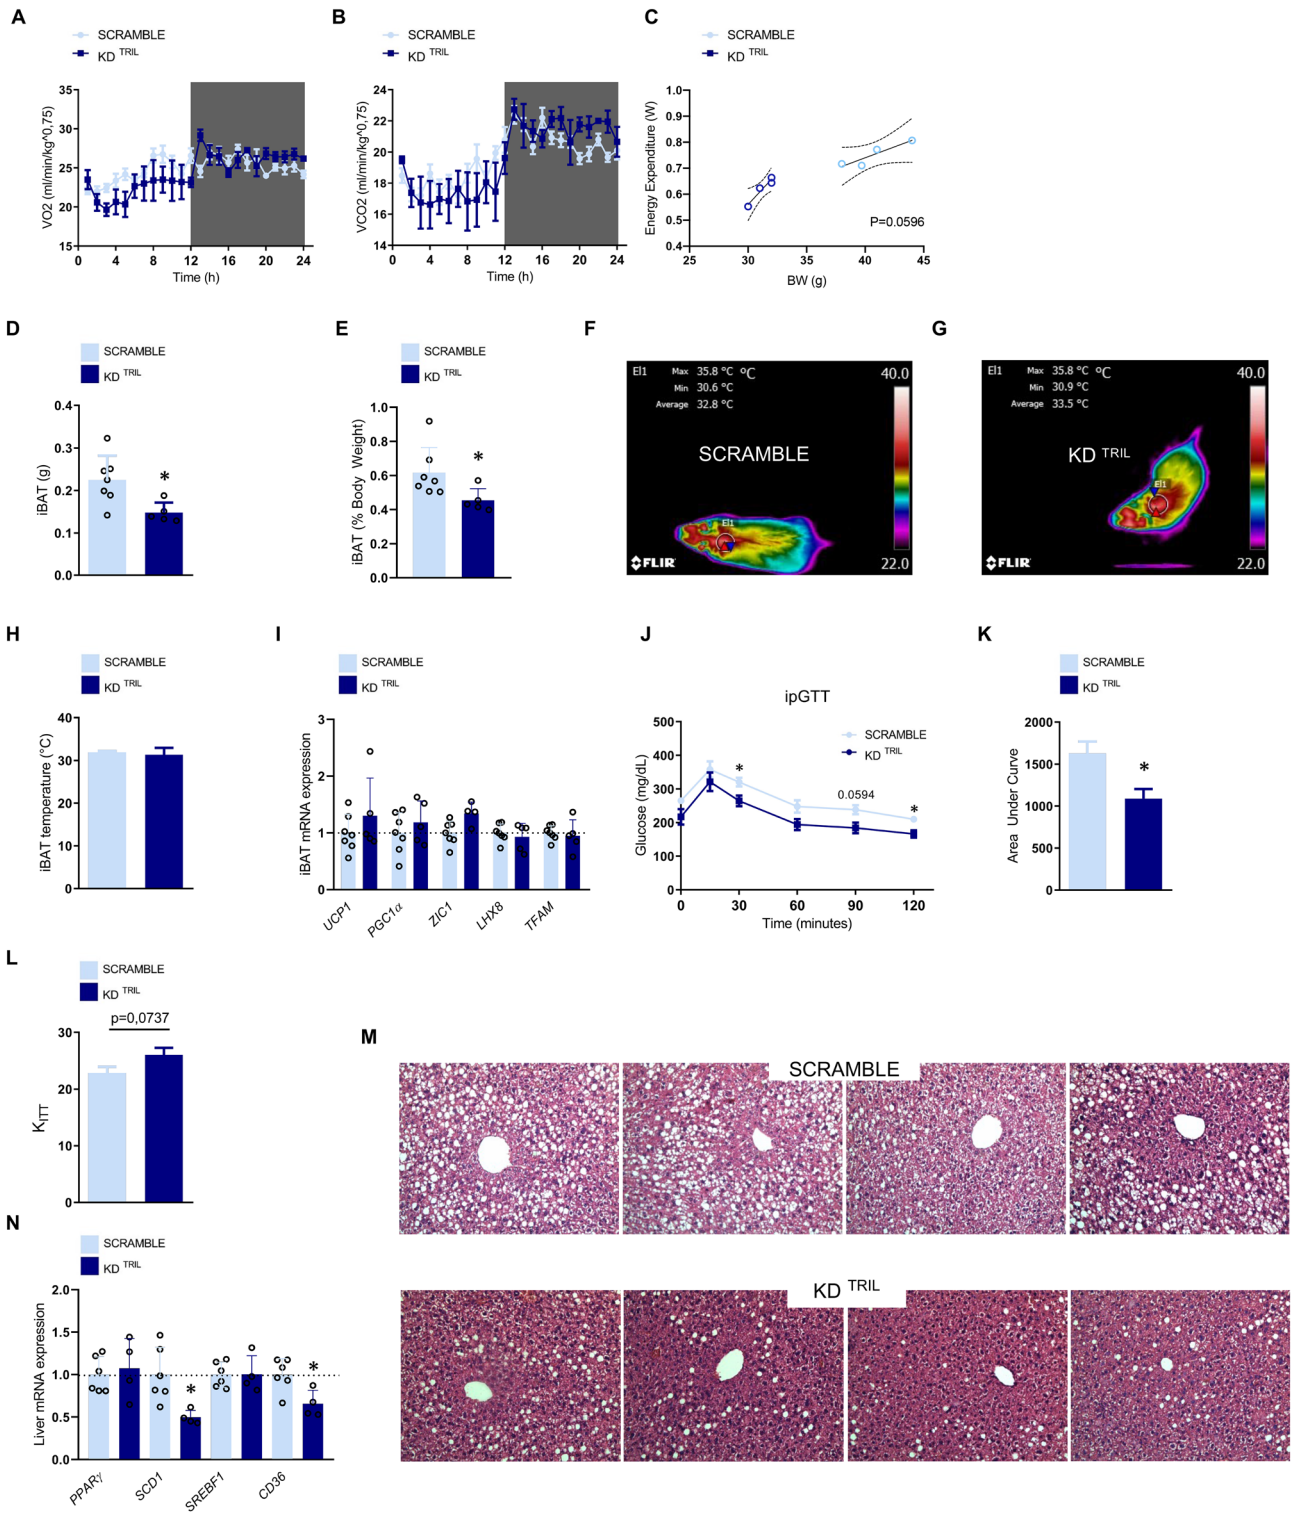 A
SCRAMBLE
KD TRIL
VO2 (ml/min/kg^0,75)
35
30
25
20
15
0 4 8 12 16 20 24
Time (h)
B
SCRAMBLE
KD TRIL
VCO2 (ml/min/kg^0,75)
24
22
20
18
16
14
0 4 8 12 16 20 24
Time (h)
C
SCRAMBLE
KD TRIL
Energy Expenditure (W)
1.0
0.9
0.8
0.7
0.6
0.5
0.4
P=0.0596
25 30 35 40 45
BW (g)
D
SCRAMBLE
KD TRIL
iBAT (g)
0.4
0.3
0.2
0.1
0.0
*
E
SCRAMBLE
KD TRIL
iBAT (% Body Weight)
1.0
0.8
0.6
0.4
0.2
0.0
*
F
El1 Max 35.8 °C °C 40.0
Min 30.6 °C
Average 32.8 °C
SCRAMBLE
El1
FLIR 22.0
G
El1 Max 35.8 °C °C 40.0
Min 30.9 °C
Average 33.5 °C
KD TRIL
El1
FLIR 22.0
H
SCRAMBLE
KD TRIL
iBAT temperature (°C)
40
30
20
10
0
I
SCRAMBLE
KD TRIL
iBAT mRNA expression
3
2
1
0
UCP1 PGC1α ZIC1 LHX8 TFAM
J
ipGTT
SCRAMBLE
KD TRIL
Glucose (mg/dL)
500
400
300
200
100
0
*
0.0594
*
0 30 60 90 120
Time (minutes)
K
SCRAMBLE
KD TRIL
Area Under Curve
2000
1500
1000
500
0
*
L
SCRAMBLE
KD TRIL
p=0,0737
KITT
30
20
10
0
M
SCRAMBLE
KD TRIL
N
SCRAMBLE
KD TRIL
Liver mRNA expression
2.0
1.5
1.0
0.5
0.0
*
*
PPARγ SCD1 SREBF1 CD36